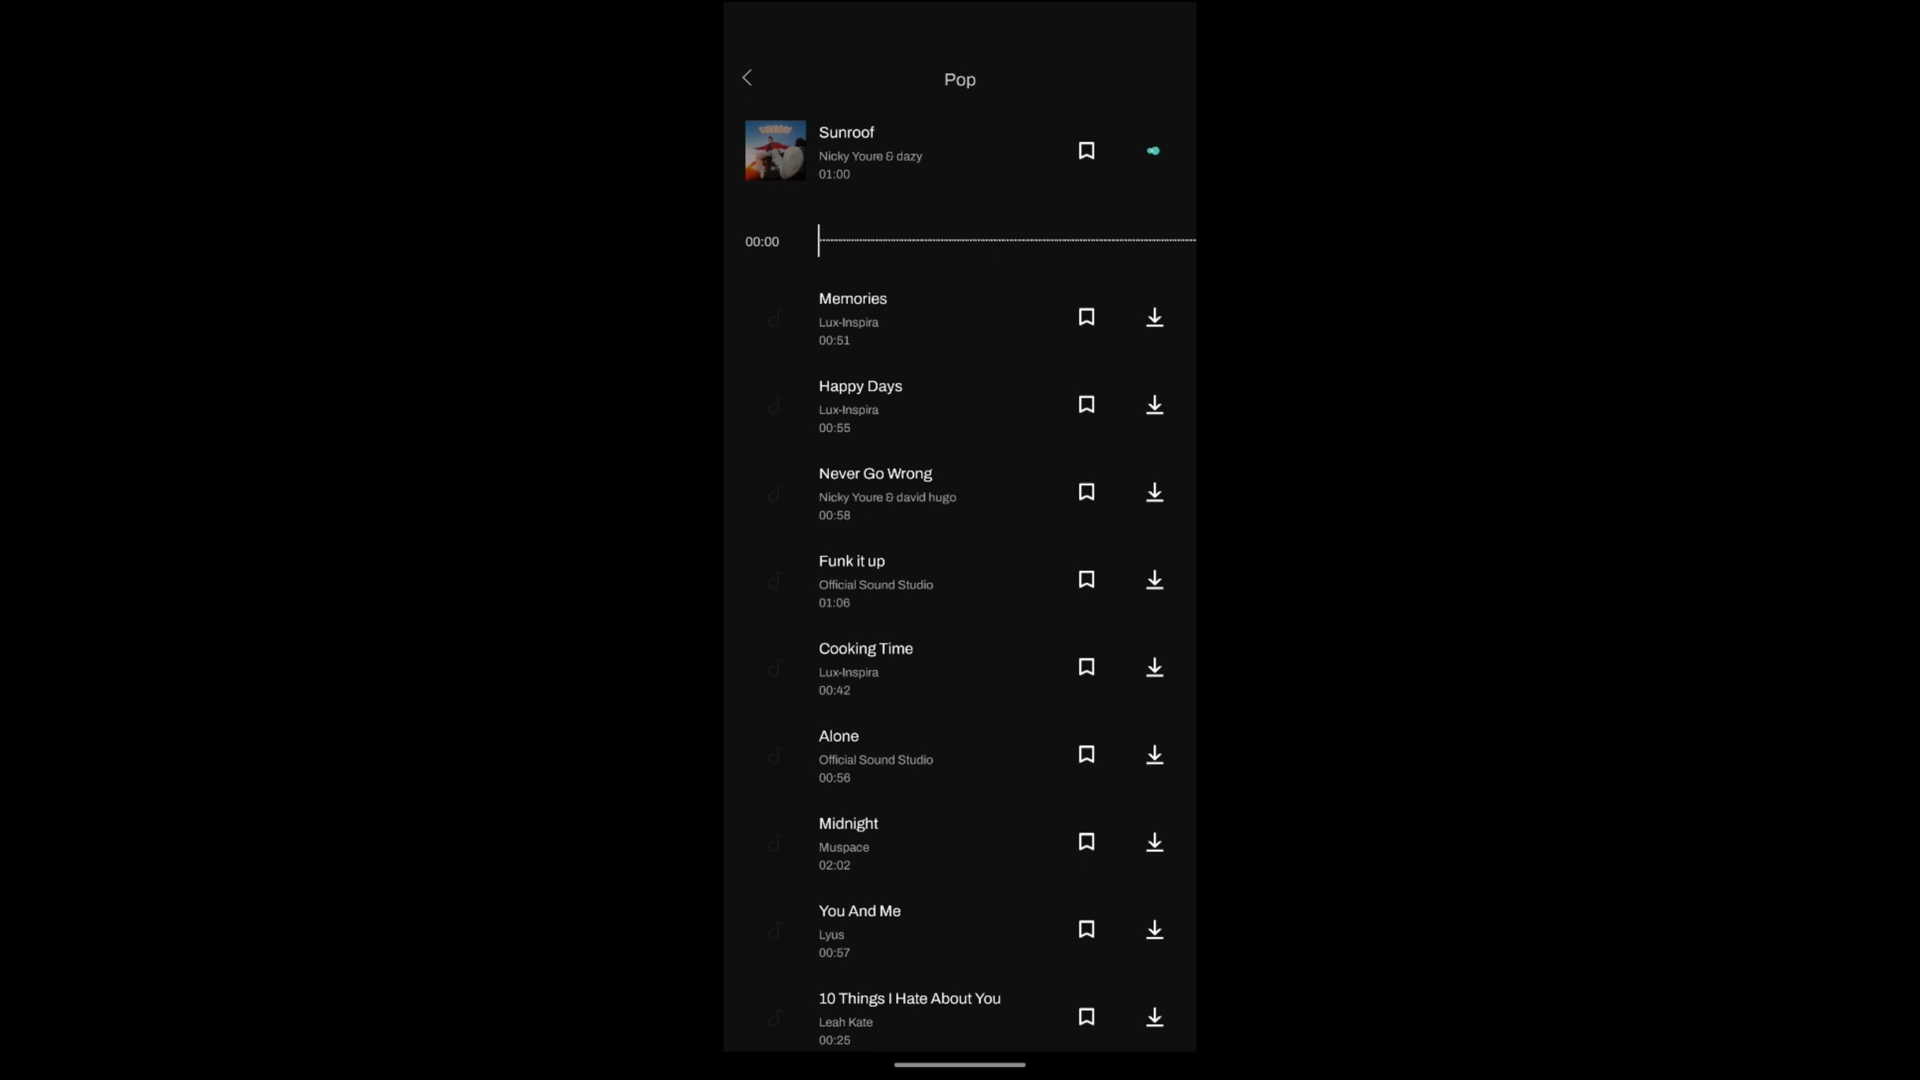 Pop
Sunroof
Nicky Youre & dazy
01:00
00:00
Memories
Lux-Inspira
00:51
Happy Days
Lux-Inspira
00:55
Never Go Wrong
Nicky Youre & david hugo
00:58
Funk it up
Official Sound Studio
01:06
Cooking Time
Lux-Inspira
00:42
Alone
Official Sound Studio
00:56
Midnight
Muspace
02:02
You And Me
Lyus
00:57
10 Things I Hate About You
Leah Kate
00:25